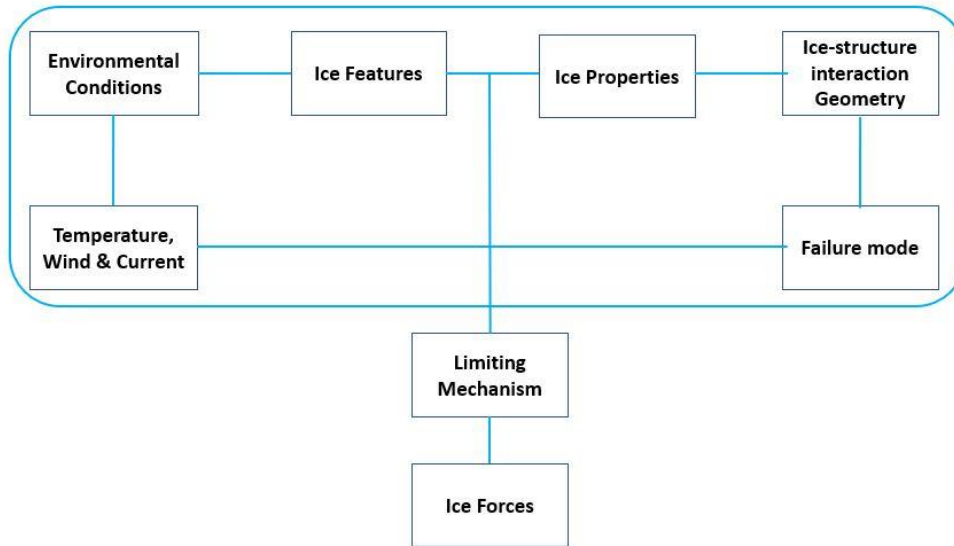 Environmental
Conditions
Ice Features
Ice Properties
Ice-structure
interaction
Geometry
Temperature,
Wind & Current
Failure mode
Limiting
Mechanism
Ice Forces